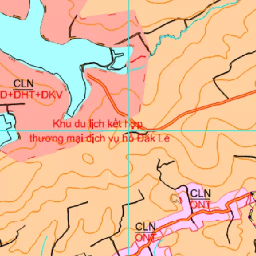 CLN
D+DHT+DKV
Khu du lịch kết hợp
thương mại dịch vụ hồ Đắk Lê
CLN
ONT
CLN
ONT